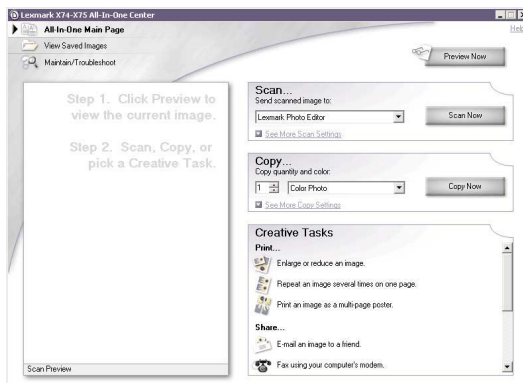 Lexmark X74-X75 All-In-One Center
All-In-One Main Page
Help
View Saved Images
Maintain/Troubleshoot
Preview Now
Step 1. Click Preview to
view the current image.
Step 2. Scan, Copy, or
pick a Creative Task.
Scan Preview
Scan...
Send scanned image to:
Lexmark Photo Editor
Scan Now
See More Scan Settings
Copy...
Copy quantity and color:
1
Color Photo
Copy Now
See More Copy Settings
Creative Tasks
Print...
Enlarge or reduce an image.
Repeat an image several times on one page.
Print an image as a multi-page poster.
Share...
E-mail an image to a friend.
Fax using your computer's modem.